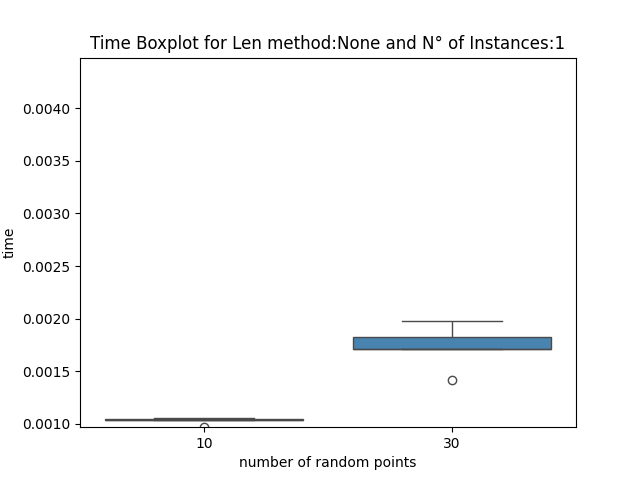 Time Boxplot for Len method:None and N° of Instances:1
0.0040
0.0035
0.0030
0.0025
0.0020
0.0015
0.0010
time
10 30
number of random points